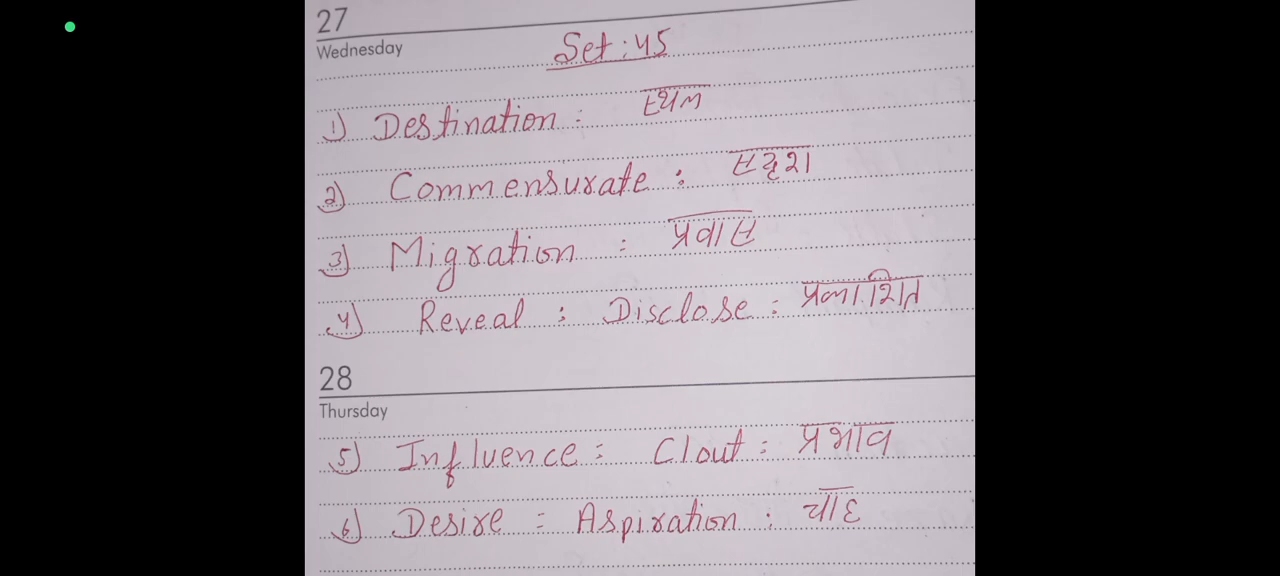 27
Wednesday
Set : 45
1) Destination : स्थल
2) Commensurate : सदृश
3) Migration : प्रवास
4) Reveal : Disclose : प्रकाशित
28
Thursday
5) Influence : Clout : प्रभाव
6) Desire : Aspiration : चाह